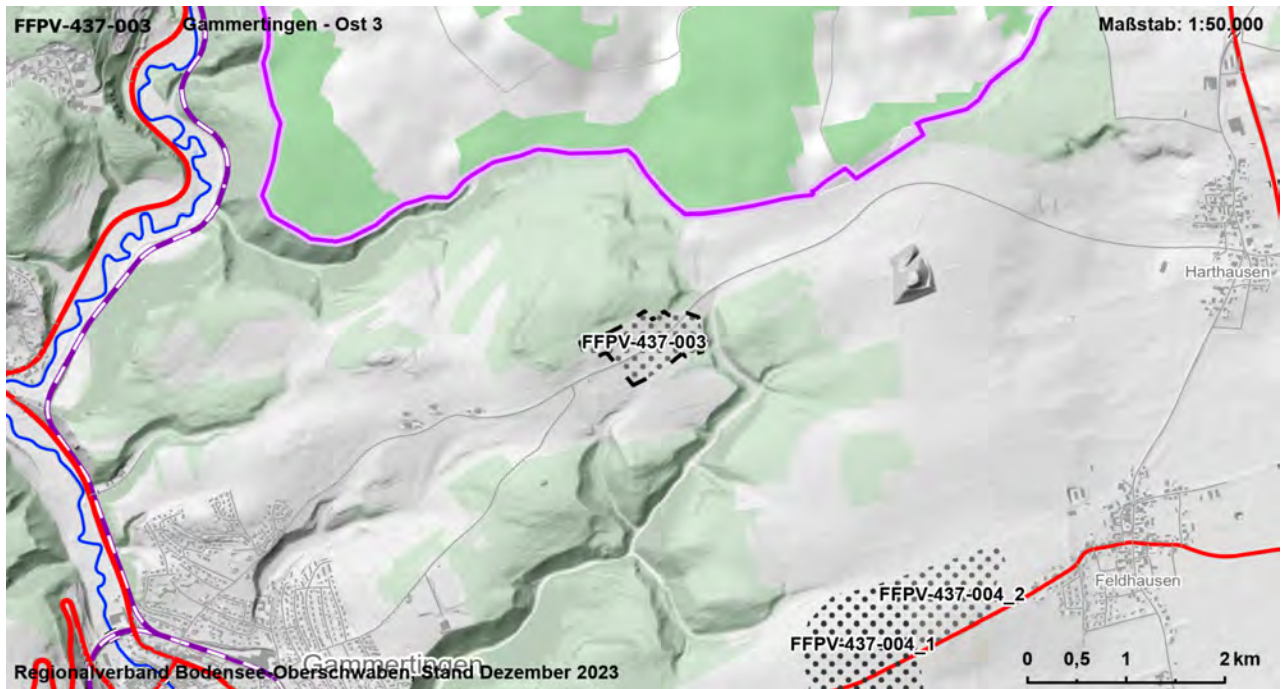 FFPV-437-003 Gammertingen - Ost 3 Maßstab: 1:50.000
Harthausen
FFPV-437-003
Feldhausen
FFPV-437-004_2
FFPV-437-004_1
0 0,5 1 2 km
Gammertingen
Regionalverband Bodensee-Oberschwaben: Stand Dezember 2023